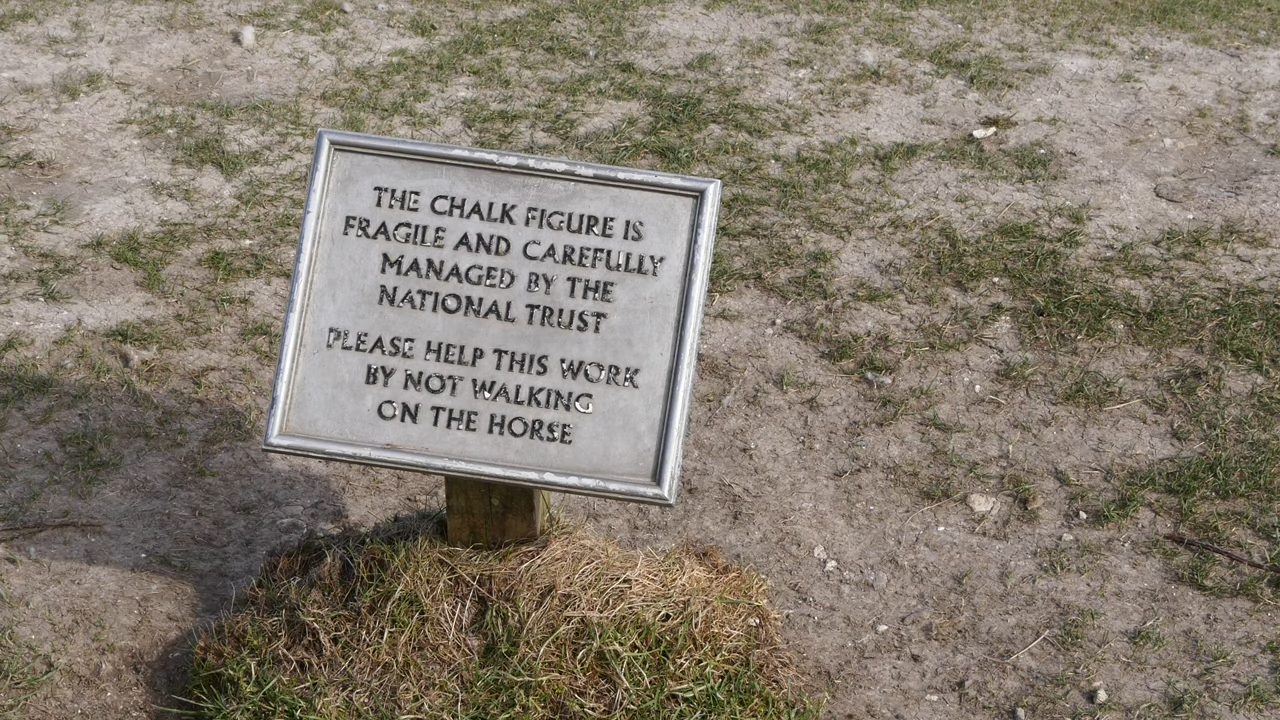 THE CHALK FIGURE IS
FRAGILE AND CAREFULLY
MANAGED BY THE
NATIONAL TRUST
PLEASE HELP THIS WORK
BY NOT WALKING
ON THE HORSE